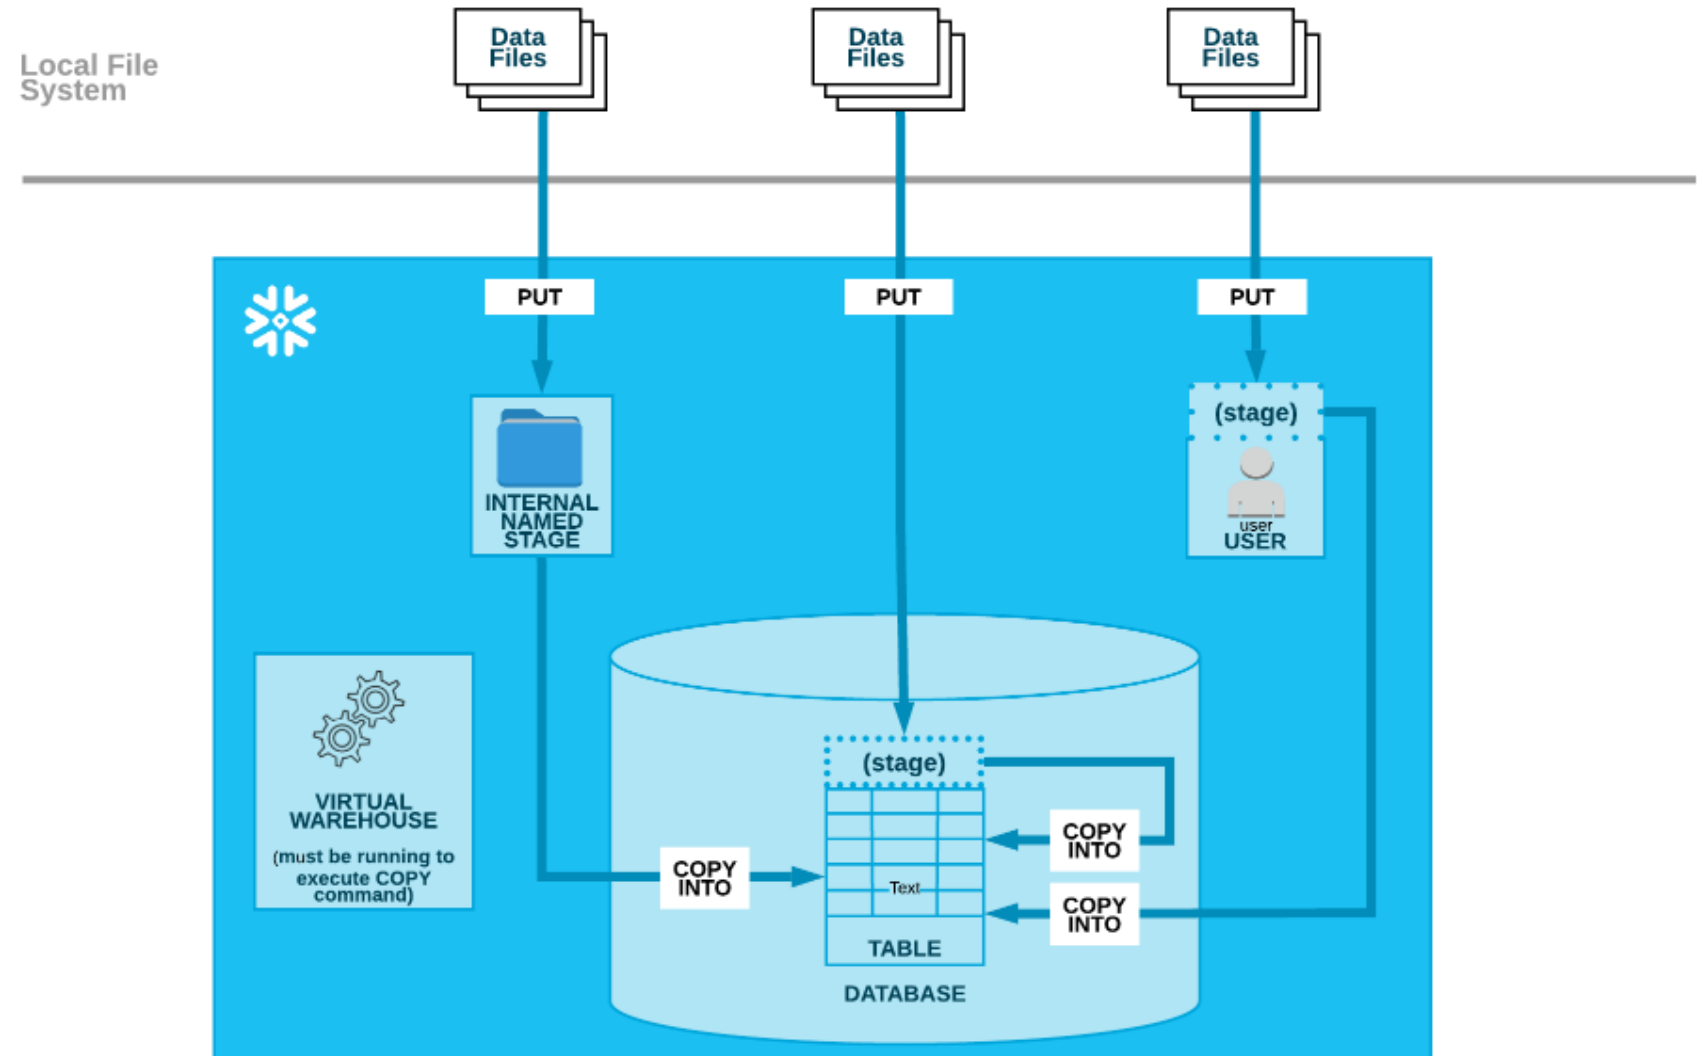 Data
Files
Data
Files
Data
Files
Local File
System
PUT
PUT
PUT
(stage)
user
USER
INTERNAL
NAMED
STAGE
(stage)
VIRTUAL
WAREHOUSE
(must be running to
execute COPY
command)
COPY
INTO
COPY
INTO
Text
COPY
INTO
TABLE
DATABASE